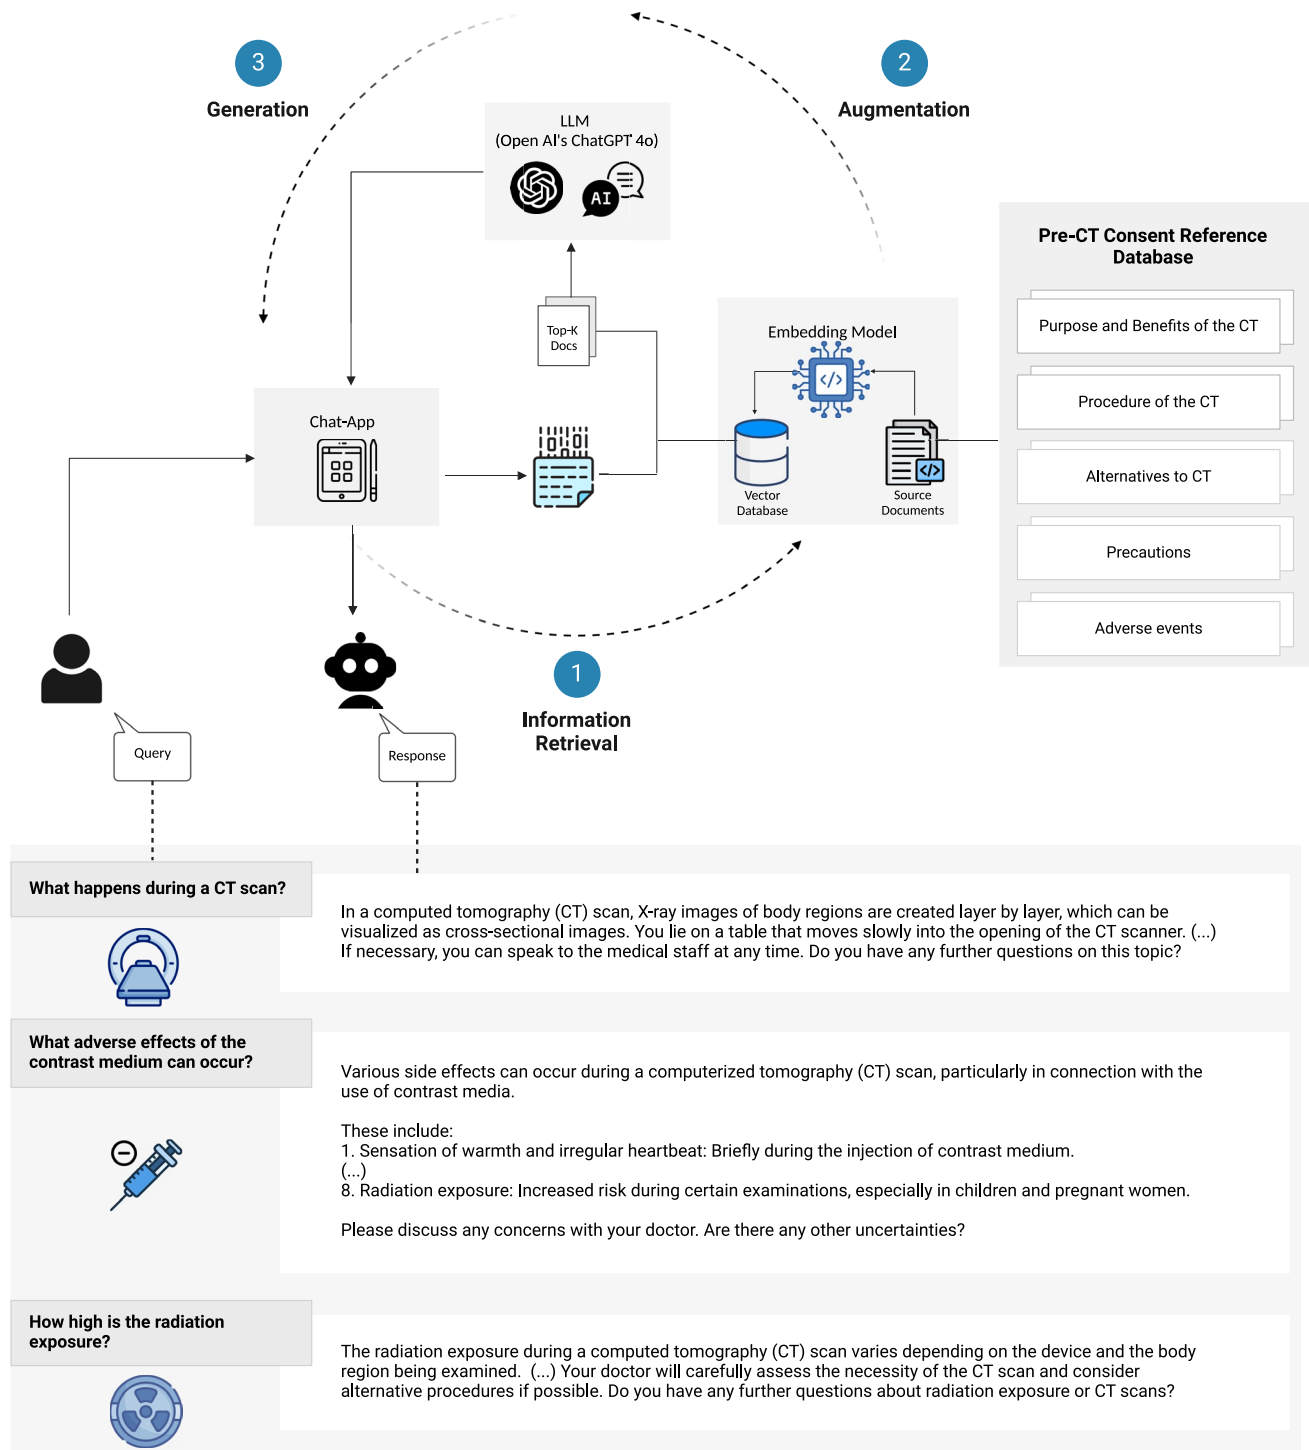 3
Generation
2
Augmentation
LLM
(Open AI's ChatGPT 4o)
AI
Pre-CT Consent Reference
Database
Purpose and Benefits of the CT
Procedure of the CT
Alternatives to CT
Precautions
Adverse events
Top-K
Docs
Embedding Model
</>
Vector
Database
</>
Source
Documents
Chat-App
1
Information
Retrieval
Query
Response
What happens during a CT scan?
In a computed tomography (CT) scan, X-ray images of body regions are created layer by layer, which can be
visualized as cross-sectional images. You lie on a table that moves slowly into the opening of the CT scanner. (...)
If necessary, you can speak to the medical staff at any time. Do you have any further questions on this topic?
What adverse effects of the
contrast medium can occur?
Various side effects can occur during a computerized tomography (CT) scan, particularly in connection with the
use of contrast media.
These include:
1. Sensation of warmth and irregular heartbeat: Briefly during the injection of contrast medium.
(...)
8. Radiation exposure: Increased risk during certain examinations, especially in children and pregnant women.
Please discuss any concerns with your doctor. Are there any other uncertainties?
How high is the radiation
exposure?
The radiation exposure during a computed tomography (CT) scan varies depending on the device and the body
region being examined. (...) Your doctor will carefully assess the necessity of the CT scan and consider
alternative procedures if possible. Do you have any further questions about radiation exposure or CT scans?